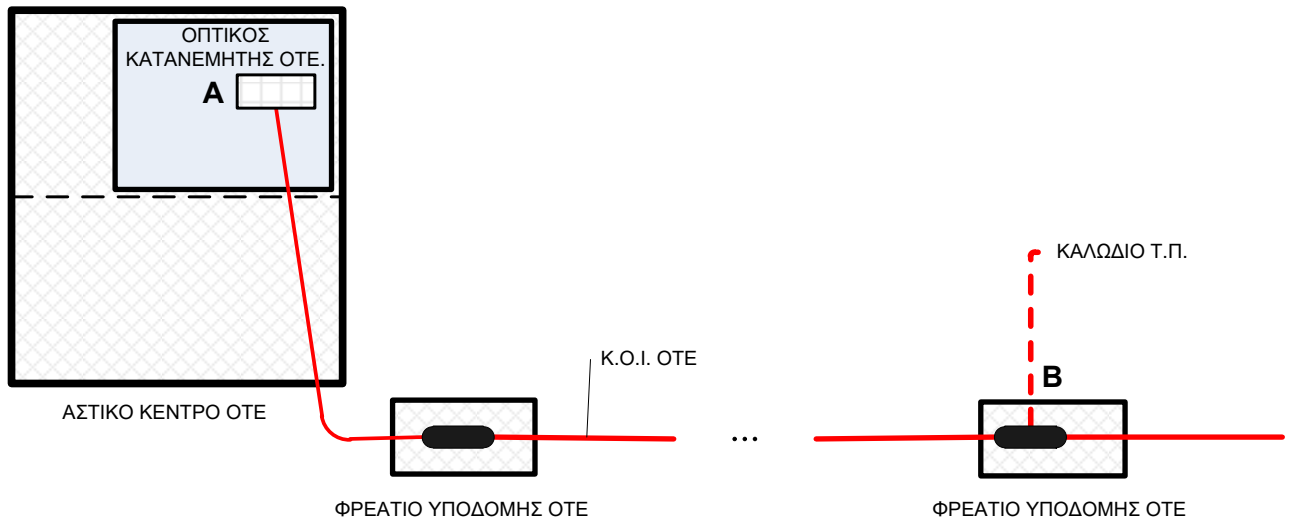 ΟΠΤΙΚΟΣ
ΚΑΤΑΝΕΜΗΤΗΣ ΟΤΕ.
A
ΚΑΛΩΔΙΟ Τ.Π.
Κ.Ο.Ι. ΟΤΕ
B
ΑΣΤΙΚΟ ΚΕΝΤΡΟ ΟΤΕ
...
ΦΡΕΑΤΙΟ ΥΠΟΔΟΜΗΣ ΟΤΕ
ΦΡΕΑΤΙΟ ΥΠΟΔΟΜΗΣ ΟΤΕ